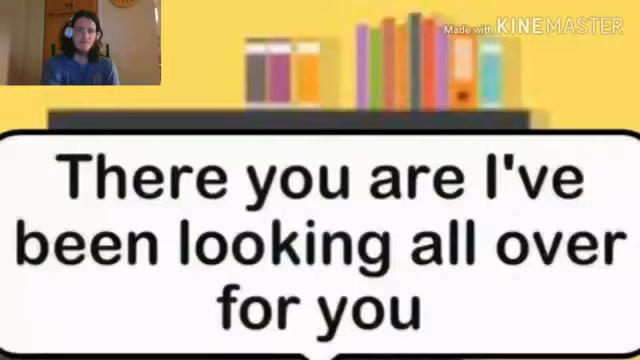 Made with KINEMASTER
There you are I've
been looking all over
for you